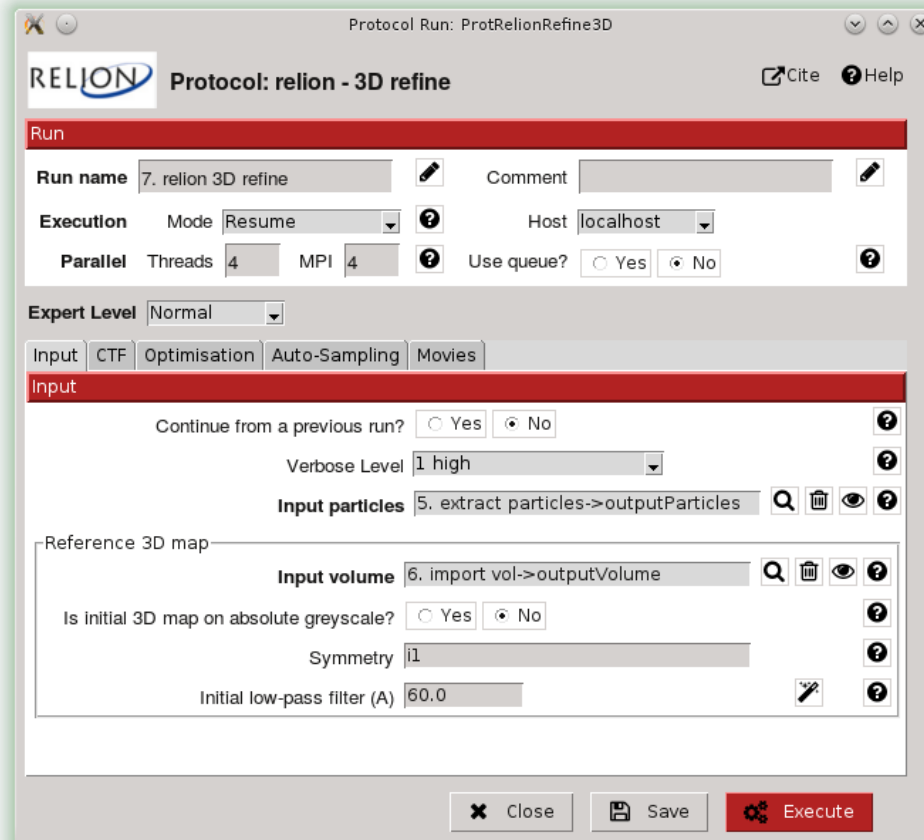 Protocol Run: ProtRelionRefine3D
RELION Protocol: relion - 3D refine Cite Help
Run
Run name 7. relion 3D refine Comment
Execution Mode Resume Host localhost
Parallel Threads 4 MPI 4 Use queue? Yes No
Expert Level Normal
Input CTF Optimisation Auto-Sampling Movies
Input
Continue from a previous run? Yes No
Verbose Level 1 high
Input particles 5. extract particles->outputParticles
Reference 3D map
Input volume 6. import vol->outputVolume
Is initial 3D map on absolute greyscale? Yes No
Symmetry i1
Initial low-pass filter (A) 60.0
Close Save Execute